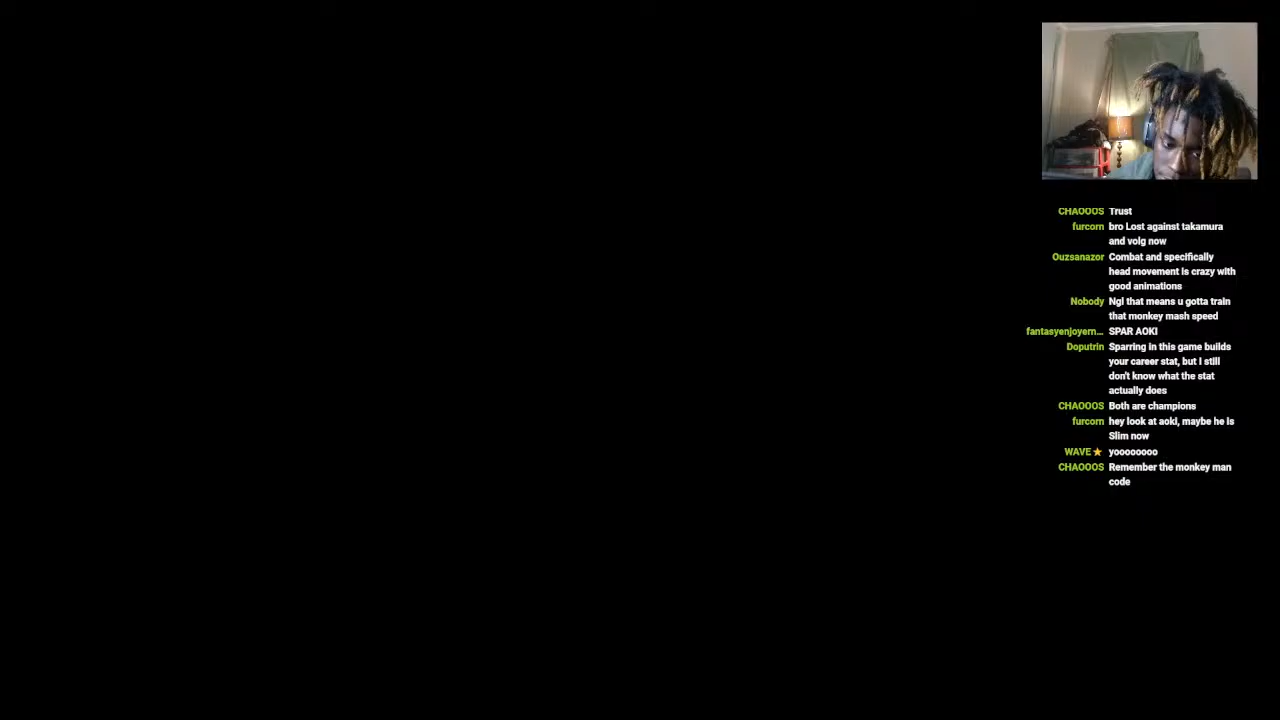 CHAOOOS Trust
furcorn bro Lost against takamura
and volg now
Ouzsanazor Combat and specifically
head movement is crazy with
good animations
Nobody Ngl that means u gotta train
that monkey mash speed
fantasyenjoyern... SPAR AOKI
Doputrin Sparring in this game builds
your career stat, but I still
don't know what the stat
actually does
CHAOOOS Both are champions
furcorn hey look at aoki, maybe he is
Slim now
WAVE yoooooooo
CHAOOOS Remember the monkey man
code